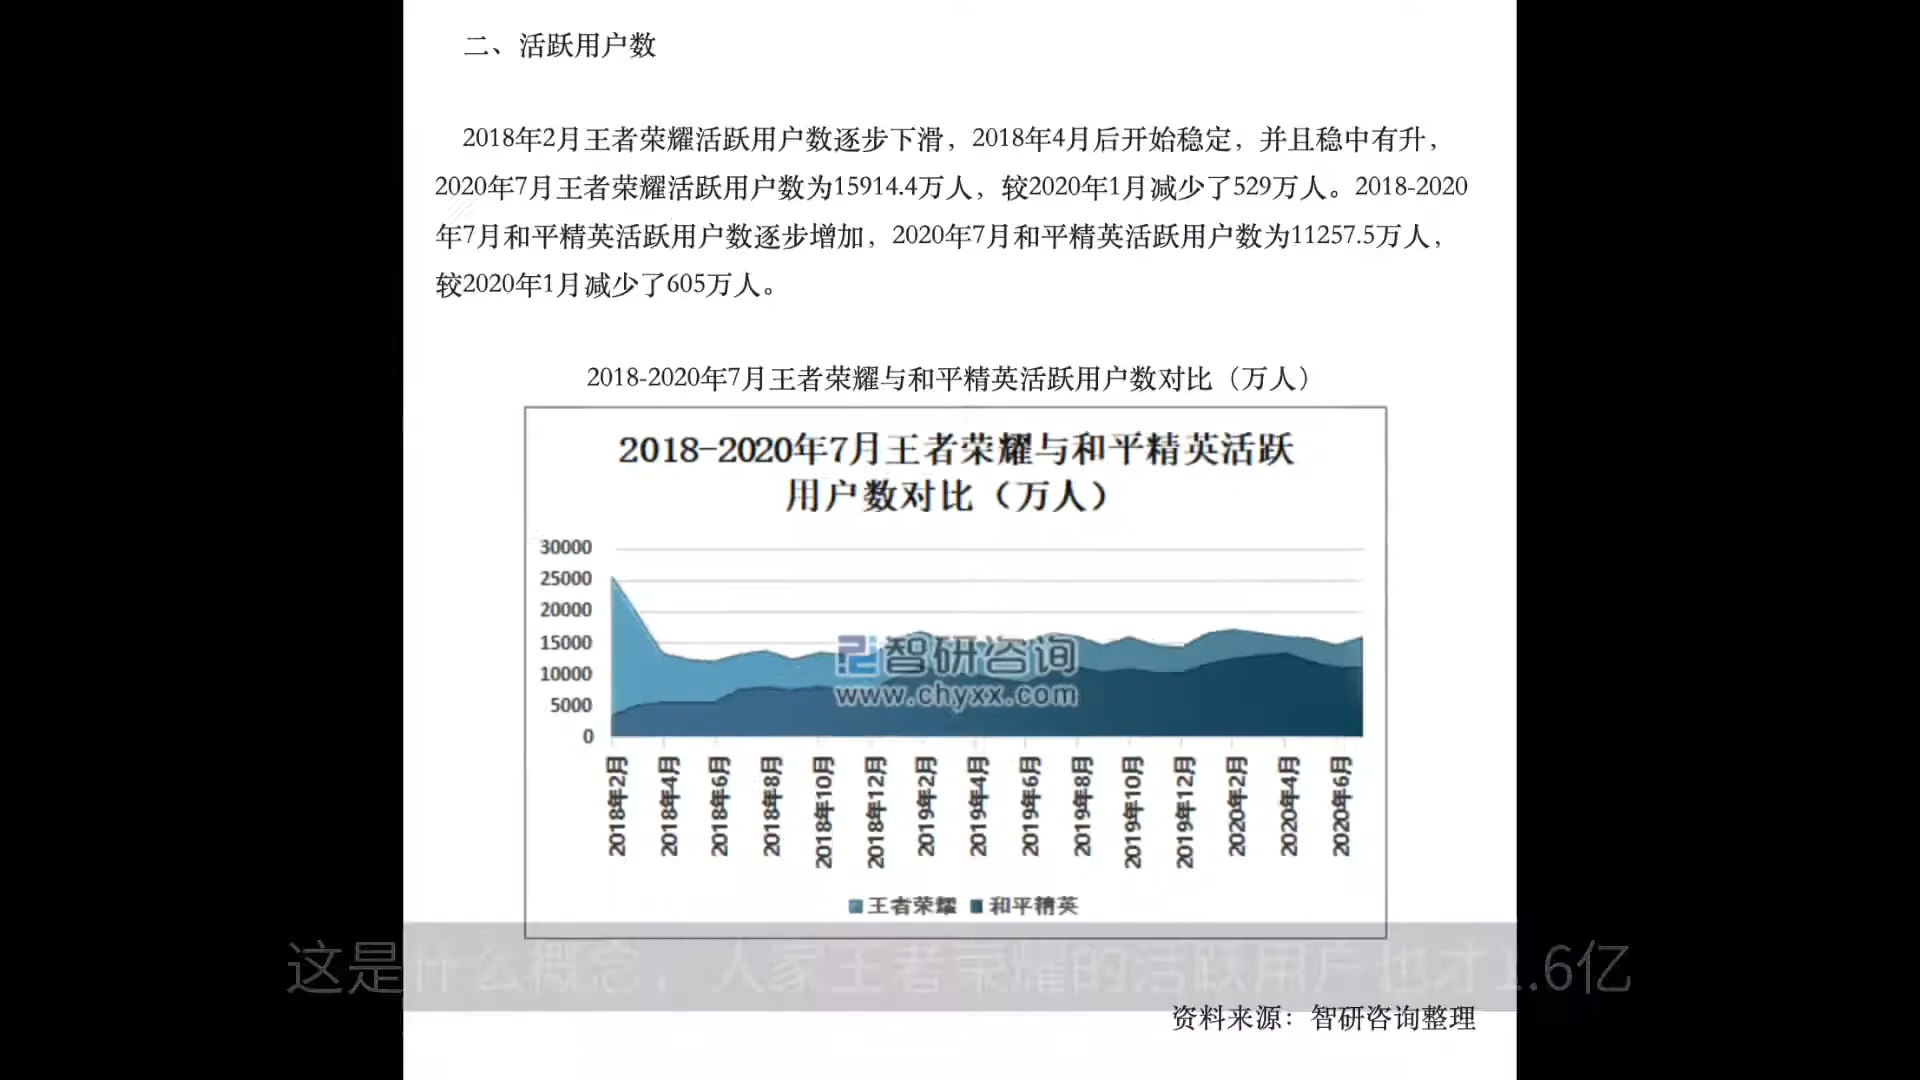 二、活跃用户数
2018年2月王者荣耀活跃用户数逐步下滑，2018年4月后开始稳定，并且稳中有升，
2020年7月王者荣耀活跃用户数为15914.4万人，较2020年1月减少了529万人。2018-2020
年7月和平精英活跃用户数逐步增加，2020年7月和平精英活跃用户数为11257.5万人，
较2020年1月减少了605万人。
2018-2020年7月王者荣耀与和平精英活跃用户数对比（万人）
2018-2020年7月王者荣耀与和平精英活跃
用户数对比（万人）
30000
25000
20000
15000
10000
5000
0
智研咨询
www.chyxx.com
2018年2月
2018年4月
2018年6月
2018年8月
2018年10月
2018年12月
2019年2月
2019年4月
2019年6月
2019年8月
2019年10月
2019年12月
2020年2月
2020年4月
2020年6月
王者荣耀 和平精英
这是什么概念，人家王者荣耀的活跃用户也才1.6亿
资料来源：智研咨询整理